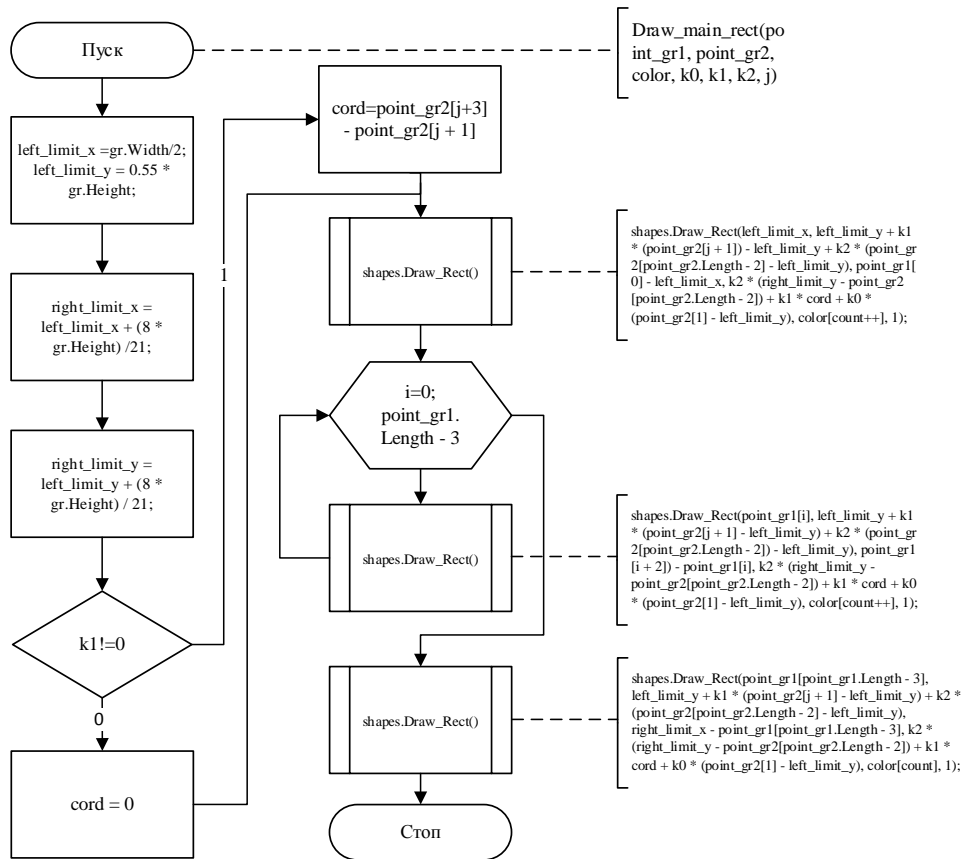 Пуск
Draw_main_rect(po
int_gr1, point_gr2,
color, k0, k1, k2, j)
left_limit_x =gr.Width/2;
left_limit_y = 0.55 *
gr.Height;
right_limit_x =
left_limit_x + (8 *
gr.Height) /21;
right_limit_y =
left_limit_y + (8 *
gr.Height) / 21;
k1!=0
1
0
cord = 0
cord=point_gr2[j+3]
- point_gr2[j + 1]
shapes.Draw_Rect()
shapes.Draw_Rect(left_limit_x, left_limit_y + k1
* (point_gr2[j + 1]) - left_limit_y + k2 * (point_gr
2[point_gr2.Length - 2] - left_limit_y), point_gr1[
0] - left_limit_x, k2 * (right_limit_y - point_gr2
[point_gr2.Length - 2]) + k1 * cord + k0 *
(point_gr2[1] - left_limit_y), color[count++], 1);
i=0;
point_gr1.
Length - 3
shapes.Draw_Rect()
shapes.Draw_Rect(point_gr1[i], left_limit_y + k1
* (point_gr2[j + 1] - left_limit_y) + k2 * (point_gr
2[point_gr2.Length - 2]) - left_limit_y), point_gr1
[i + 2]) - point_gr1[i], k2 * (right_limit_y -
point_gr2[point_gr2.Length - 2]) + k1 * cord + k0
* (point_gr2[1] - left_limit_y), color[count++], 1);
shapes.Draw_Rect()
shapes.Draw_Rect(point_gr1[point_gr1.Length - 3],
left_limit_y + k1 * (point_gr2[j + 1] - left_limit_y) + k2 *
(point_gr2[point_gr2.Length - 2] - left_limit_y),
right_limit_x - point_gr1[point_gr1.Length - 3], k2 *
(right_limit_y - point_gr2[point_gr2.Length - 2]) + k1 *
cord + k0 * (point_gr2[1] - left_limit_y), color[count], 1);
Стоп